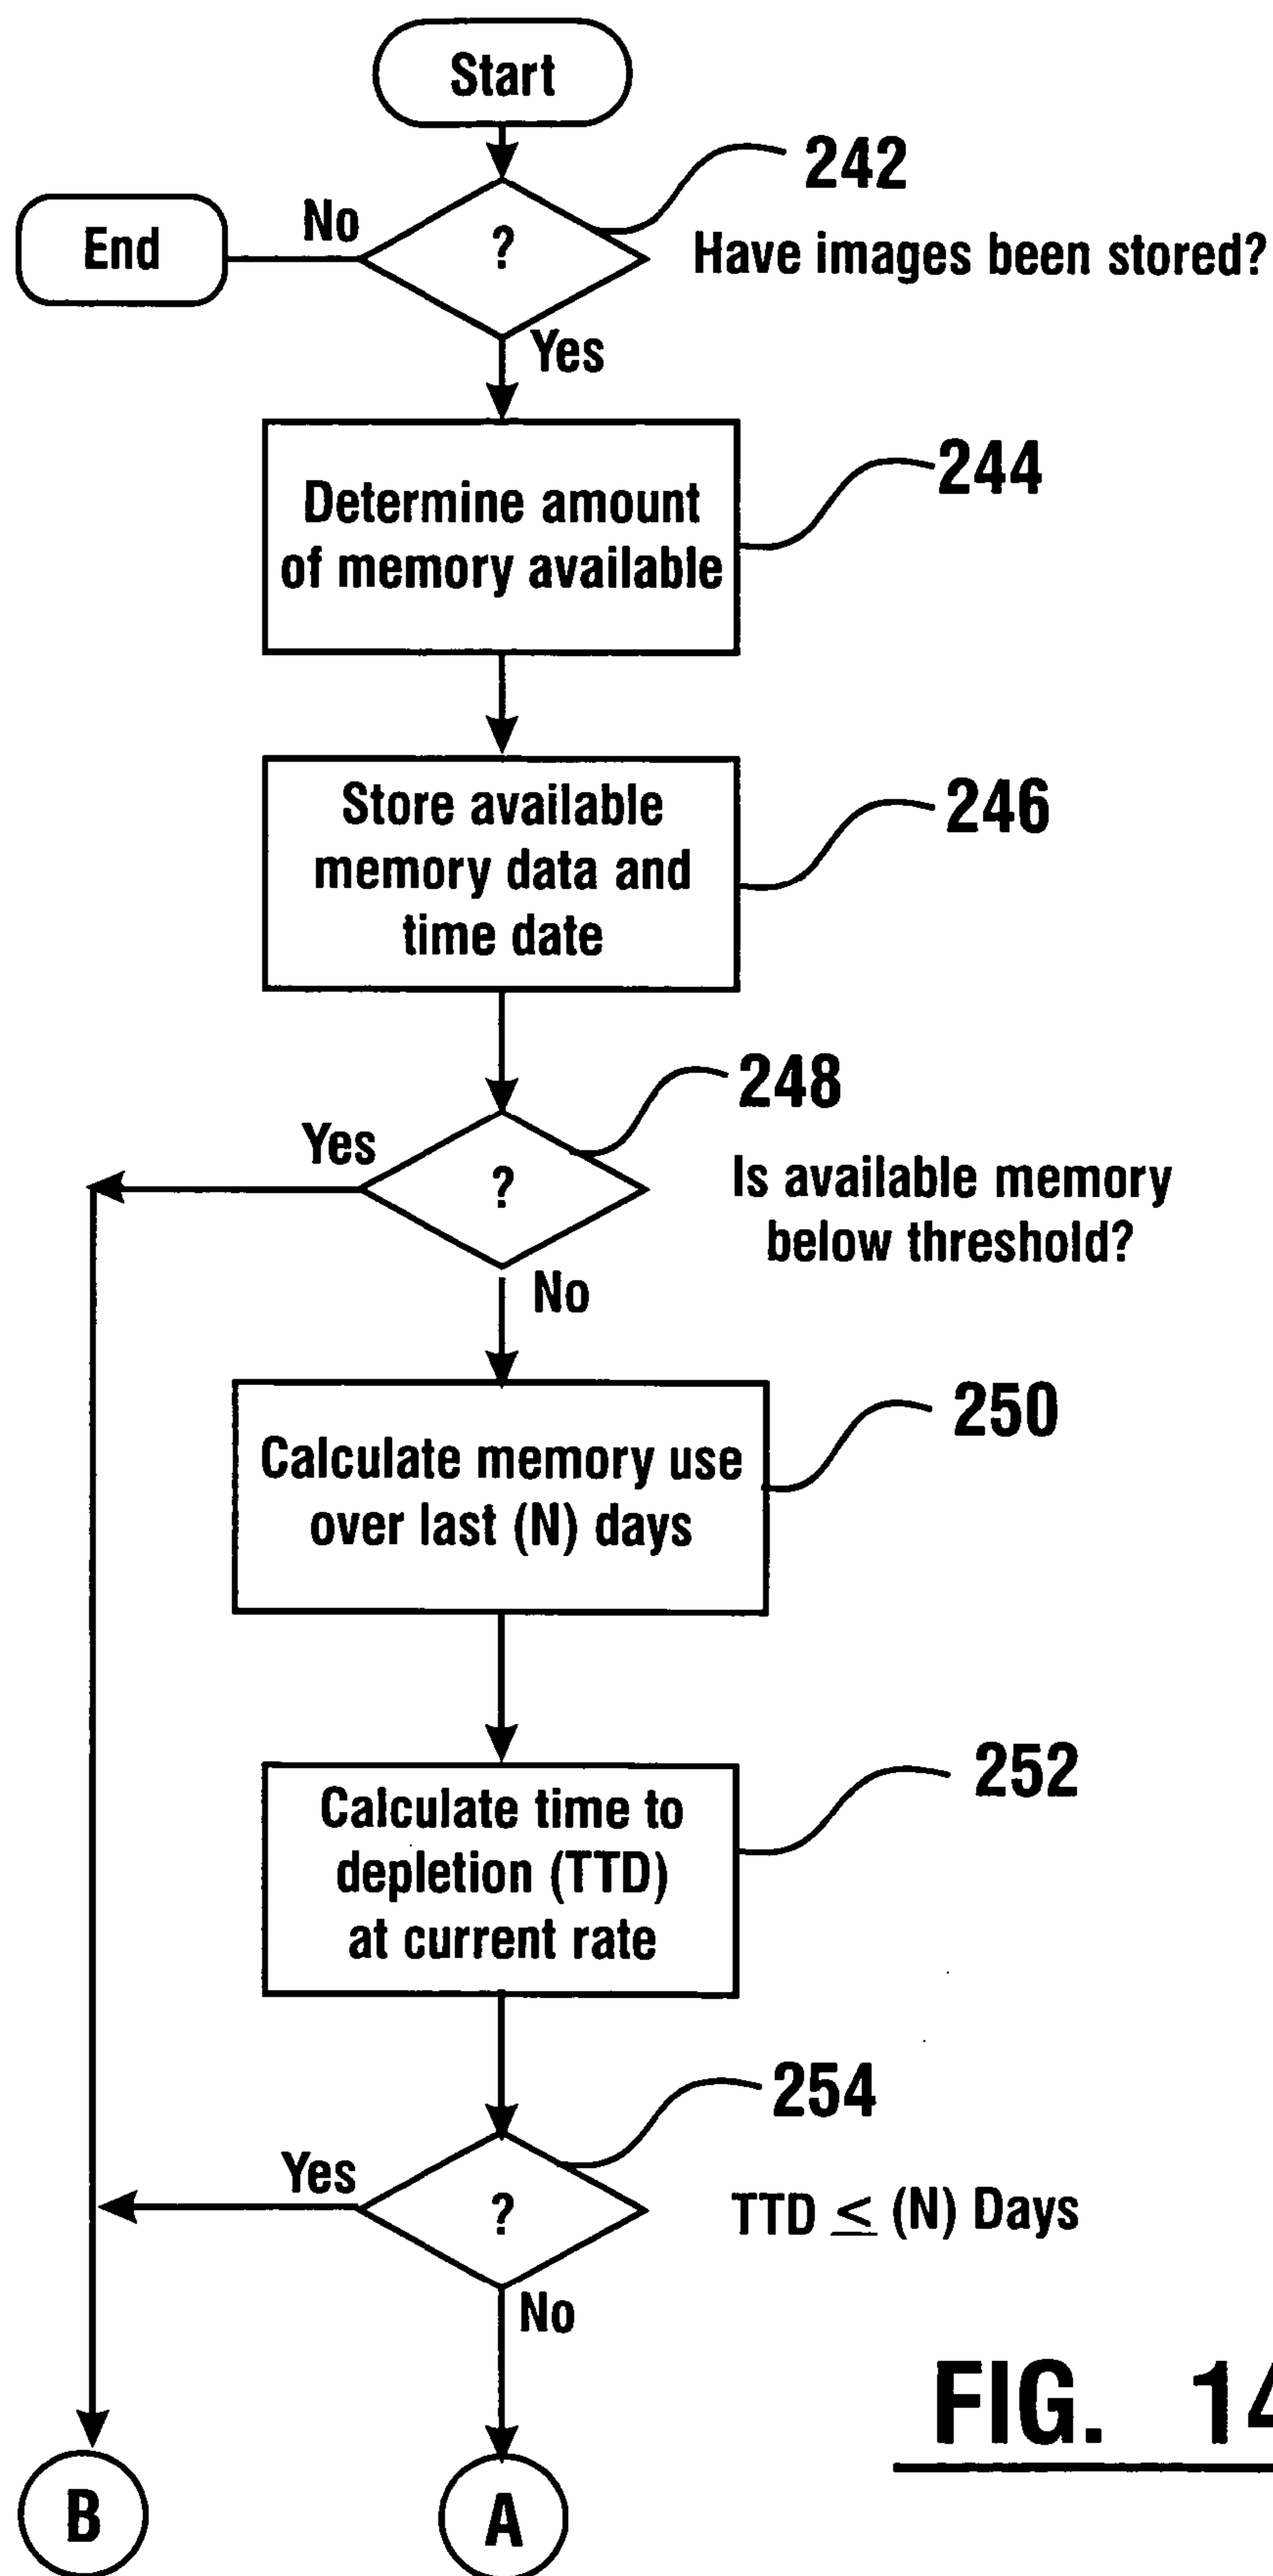 Start
242
End
No
?
Have images been stored?
Yes
244
Determine amount
of memory available
246
Store available
memory data and
time date
248
Yes
?
Is available memory
below threshold?
No
250
Calculate memory use
over last (N) days
252
Calculate time to
depletion (TTD)
at current rate
254
Yes
?
TTD ≤ (N) Days
No
FIG. 14
B
A